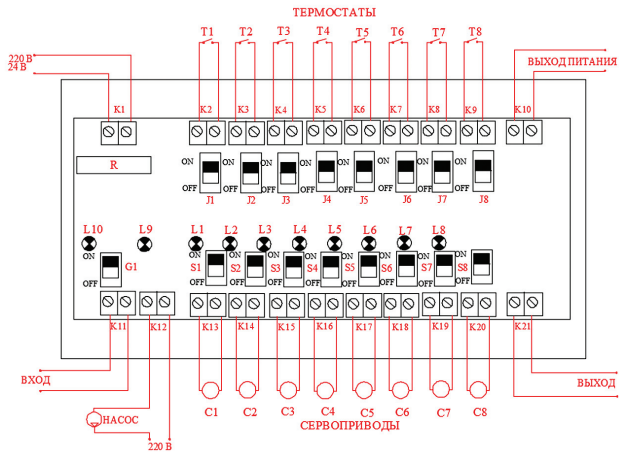 ТЕРМОСТАТЫ
T1 T2 T3 T4 T5 T6 T7 T8
220 В
24 В
ВЫХОД ПИТАНИЯ
K1 K2 K3 K4 K5 K6 K7 K8 K9 K10
R
ON ON ON ON ON ON ON ON
OFF OFF OFF OFF OFF OFF OFF OFF
J1 J2 J3 J4 J5 J6 J7 J8
L10 L9 L1 L2 L3 L4 L5 L6 L7 L8
ON ON ON ON ON ON ON ON ON
G1 S1 S2 S3 S4 S5 S6 S7 S8
OFF OFF OFF OFF OFF OFF OFF OFF OFF
K11 K12 K13 K14 K15 K16 K17 K18 K19 K20 K21
ВХОД
ВЫХОД
НАСОС
C1 C2 C3 C4 C5 C6 C7 C8
СЕРВОПРИВОДЫ
220 В